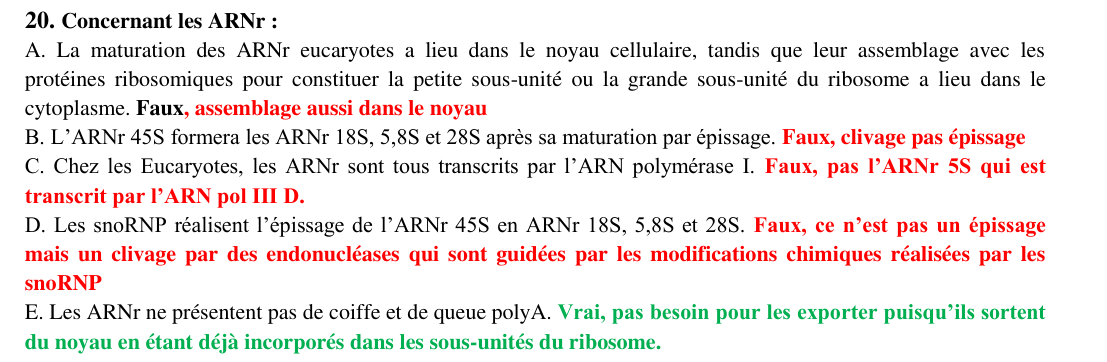 20. Concernant les ARNr :
A. La maturation des ARNr eucaryotes a lieu dans le noyau cellulaire, tandis que leur assemblage avec les
protéines ribosomiques pour constituer la petite sous-unité ou la grande sous-unité du ribosome a lieu dans le
cytoplasme. Faux, assemblage aussi dans le noyau
B. L’ARNr 45S formera les ARNr 18S, 5,8S et 28S après sa maturation par épissage. Faux, clivage pas épissage
C. Chez les Eucaryotes, les ARNr sont tous transcrits par l’ARN polymérase I. Faux, pas l’ARNr 5S qui est
transcrit par l’ARN pol III D.
D. Les snoRNP réalisent l’épissage de l’ARNr 45S en ARNr 18S, 5,8S et 28S. Faux, ce n’est pas un épissage
mais un clivage par des endonucléases qui sont guidées par les modifications chimiques réalisées par les
snoRNP
E. Les ARNr ne présentent pas de coiffe et de queue polyA. Vrai, pas besoin pour les exporter puisqu’ils sortent
du noyau en étant déjà incorporés dans les sous-unités du ribosome.